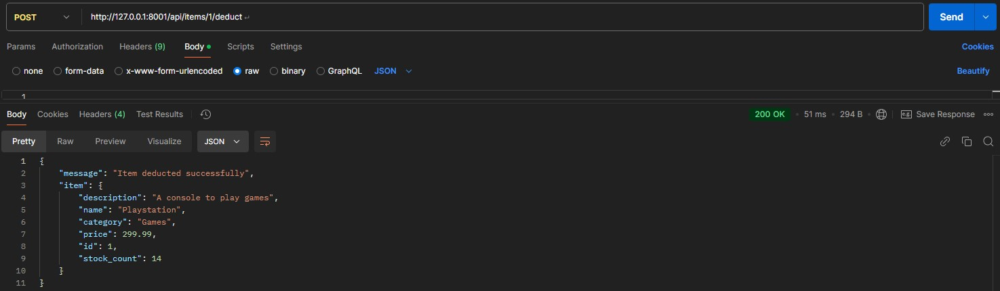 POST http://127.0.0.1:8001/api/items/1/deduct ↵ Send
Params Authorization Headers (9) Body Scripts Settings Cookies
none form-data x-www-form-urlencoded raw binary GraphQL JSON Beautify
1
Body Cookies Headers (4) Test Results 200 OK 51 ms 294 B e.g. Save Response
Pretty Raw Preview Visualize JSON
1 {
2 "message": "Item deducted successfully",
3 "item": {
4 "description": "A console to play games",
5 "name": "Playstation",
6 "category": "Games",
7 "price": 299.99,
8 "id": 1,
9 "stock_count": 14
10 }
11 }